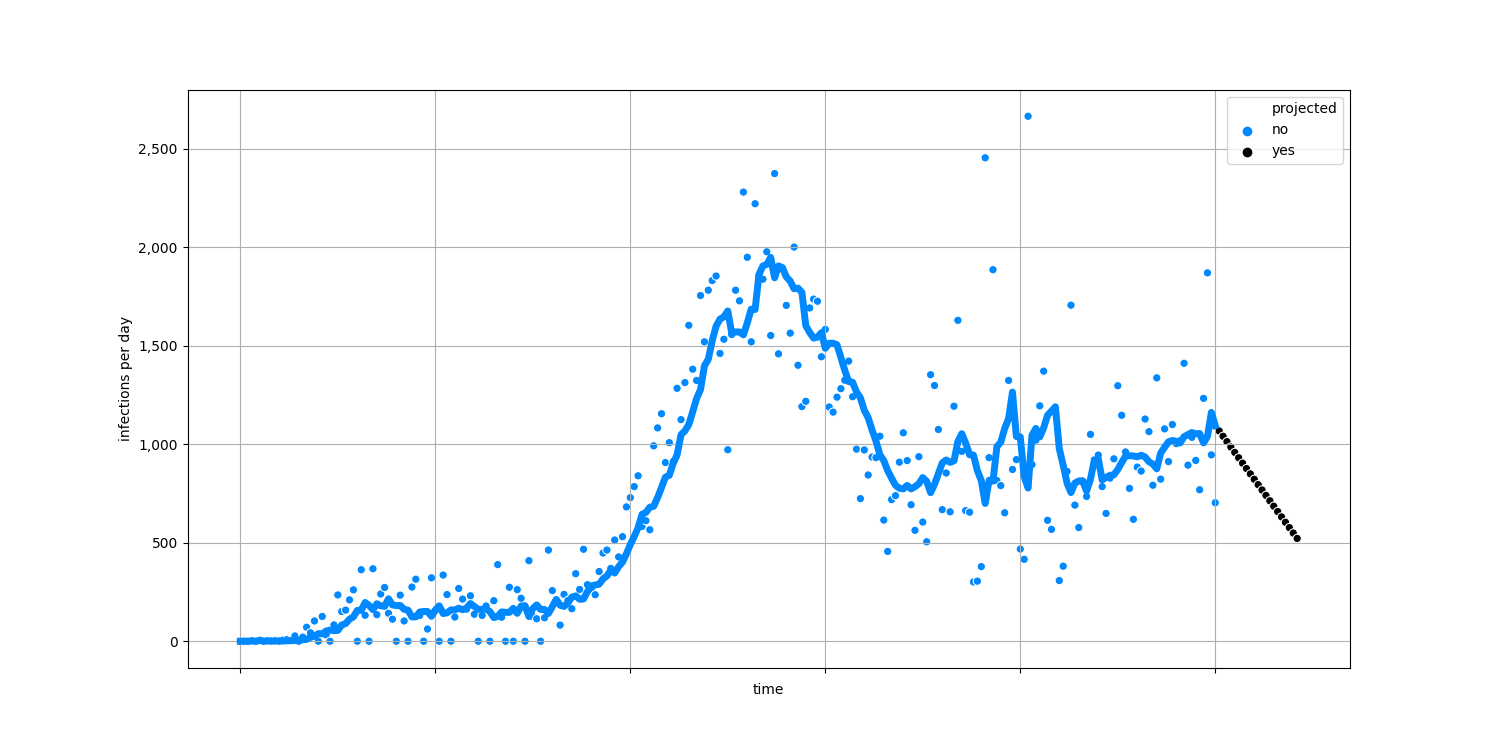 projected
no
yes
2,500
2,000
1,500
1,000
500
0
infections per day
time